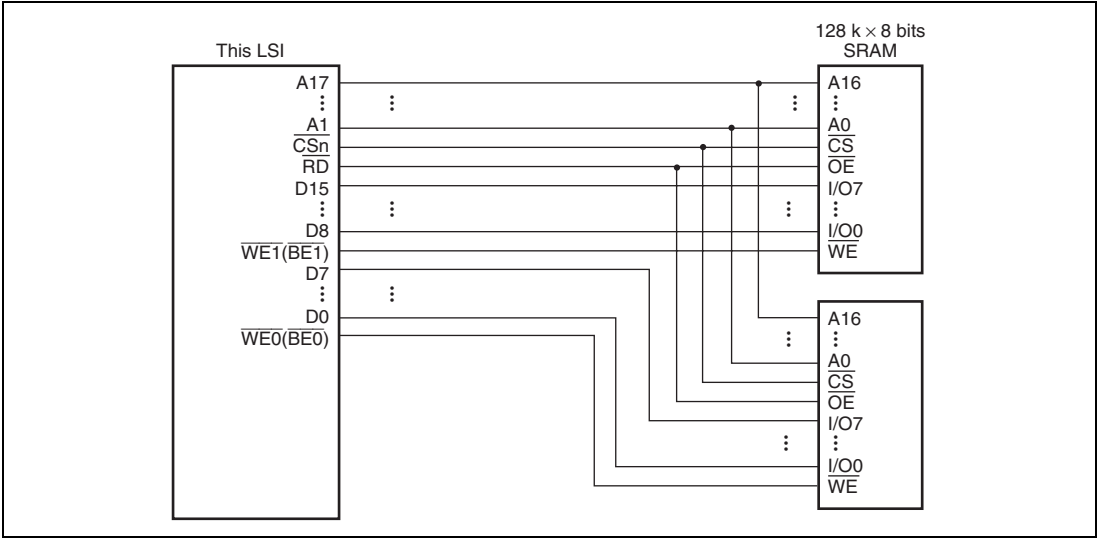 128 k × 8 bits
SRAM
This LSI
A17
A1
CSn
RD
D15
D8
WE1(BE1)
D7
D0
WE0(BE0)
A16
A0
CS
OE
I/O7
I/O0
WE
A16
A0
CS
OE
I/O7
I/O0
WE